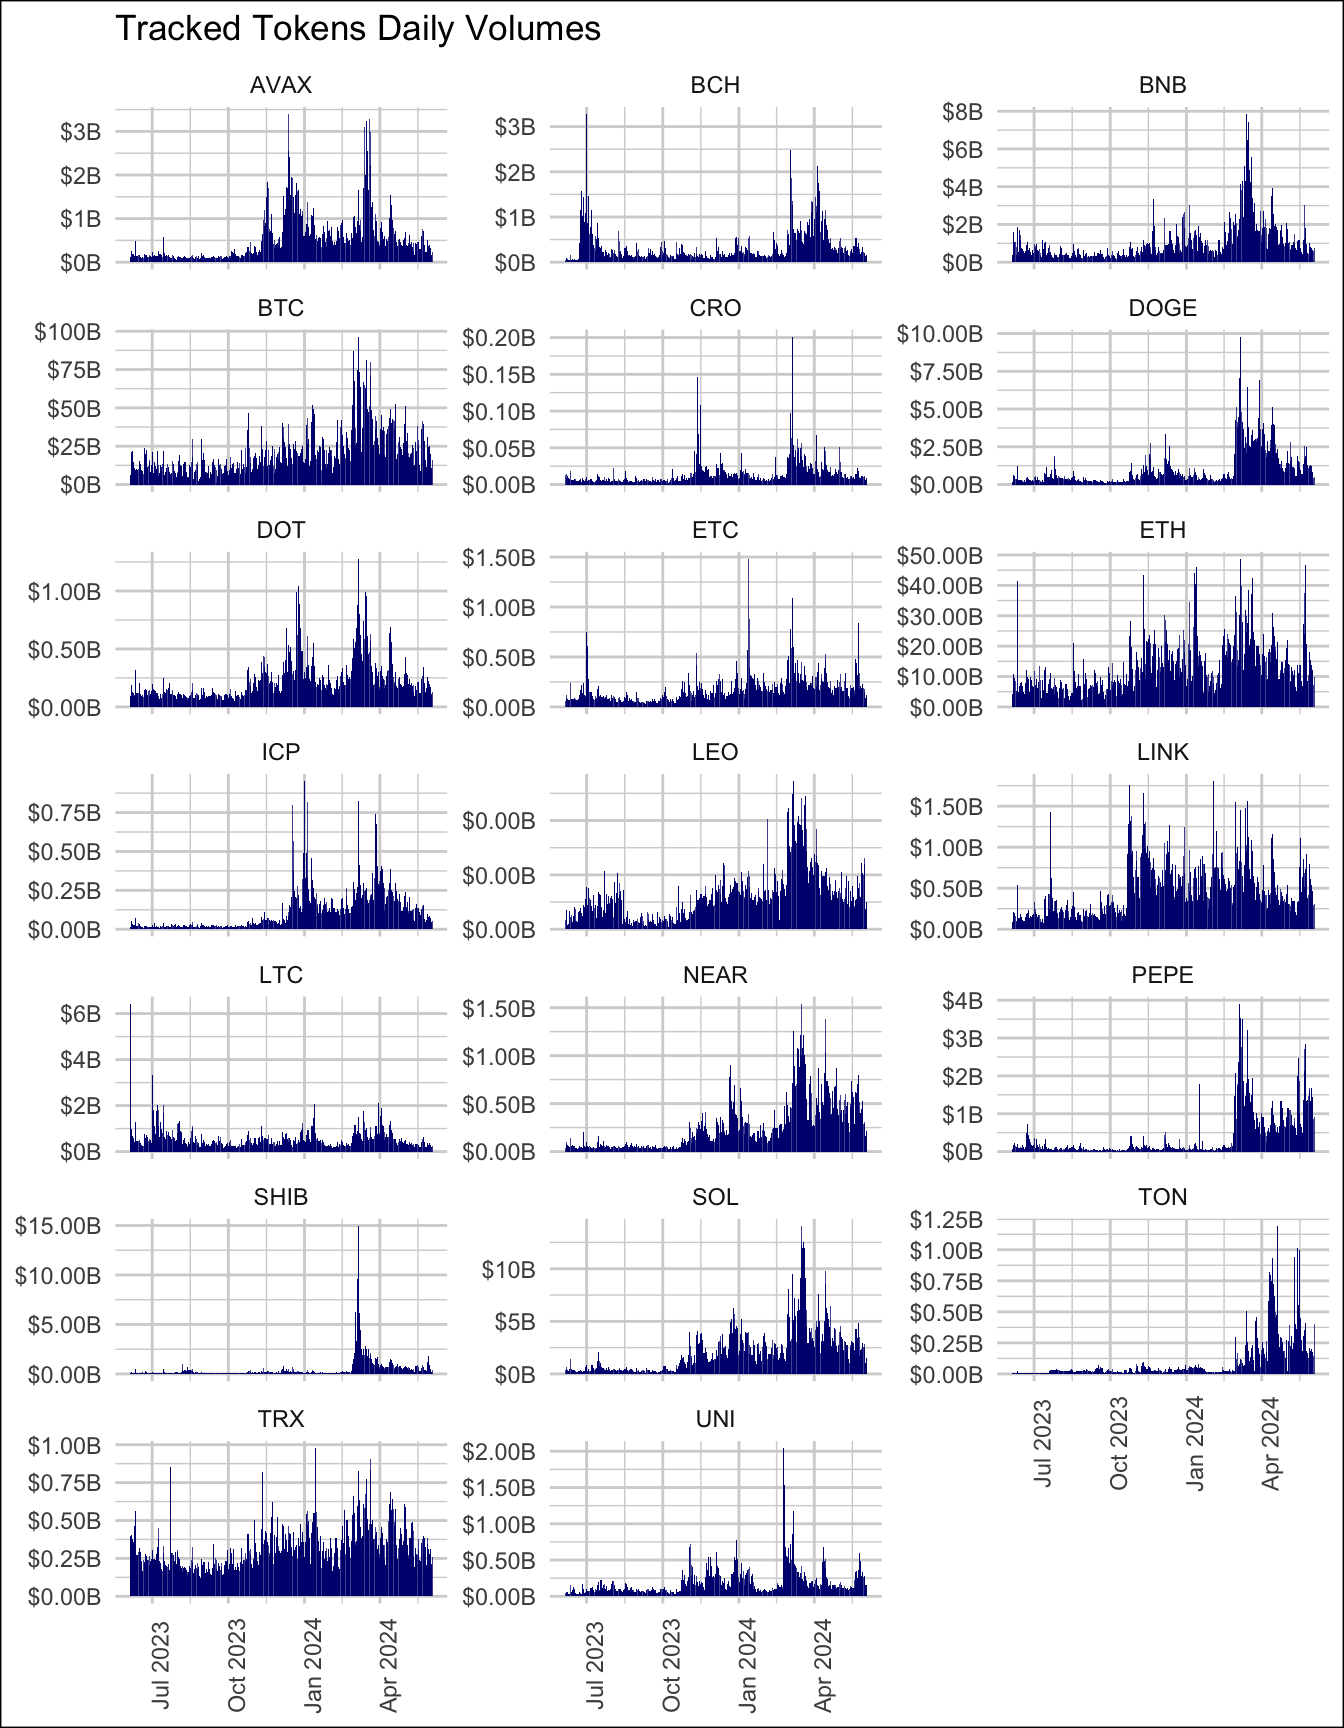 Tracked Tokens Daily Volumes
AVAX
BCH
BNB
$3B
$2B
$1B
$0B
$3B
$2B
$1B
$0B
$8B
$6B
$4B
$2B
$0B
BTC
CRO
DOGE
$100B
$75B
$50B
$25B
$0B
$0.20B
$0.15B
$0.10B
$0.05B
$0.00B
$10.00B
$7.50B
$5.00B
$2.50B
$0.00B
DOT
ETC
ETH
$1.00B
$0.50B
$0.00B
$1.50B
$1.00B
$0.50B
$0.00B
$50.00B
$40.00B
$30.00B
$20.00B
$10.00B
$0.00B
ICP
LEO
LINK
$0.75B
$0.50B
$0.25B
$0.00B
$0.00B
$0.00B
$0.00B
$1.50B
$1.00B
$0.50B
$0.00B
LTC
NEAR
PEPE
$6B
$4B
$2B
$0B
$1.50B
$1.00B
$0.50B
$0.00B
$4B
$3B
$2B
$1B
$0B
SHIB
SOL
TON
$15.00B
$10.00B
$5.00B
$0.00B
$10B
$5B
$0B
$1.25B
$1.00B
$0.75B
$0.50B
$0.25B
$0.00B
Jul 2023
Oct 2023
Jan 2024
Apr 2024
TRX
UNI
$1.00B
$0.75B
$0.50B
$0.25B
$0.00B
$2.00B
$1.50B
$1.00B
$0.50B
$0.00B
Jul 2023
Oct 2023
Jan 2024
Apr 2024
Jul 2023
Oct 2023
Jan 2024
Apr 2024